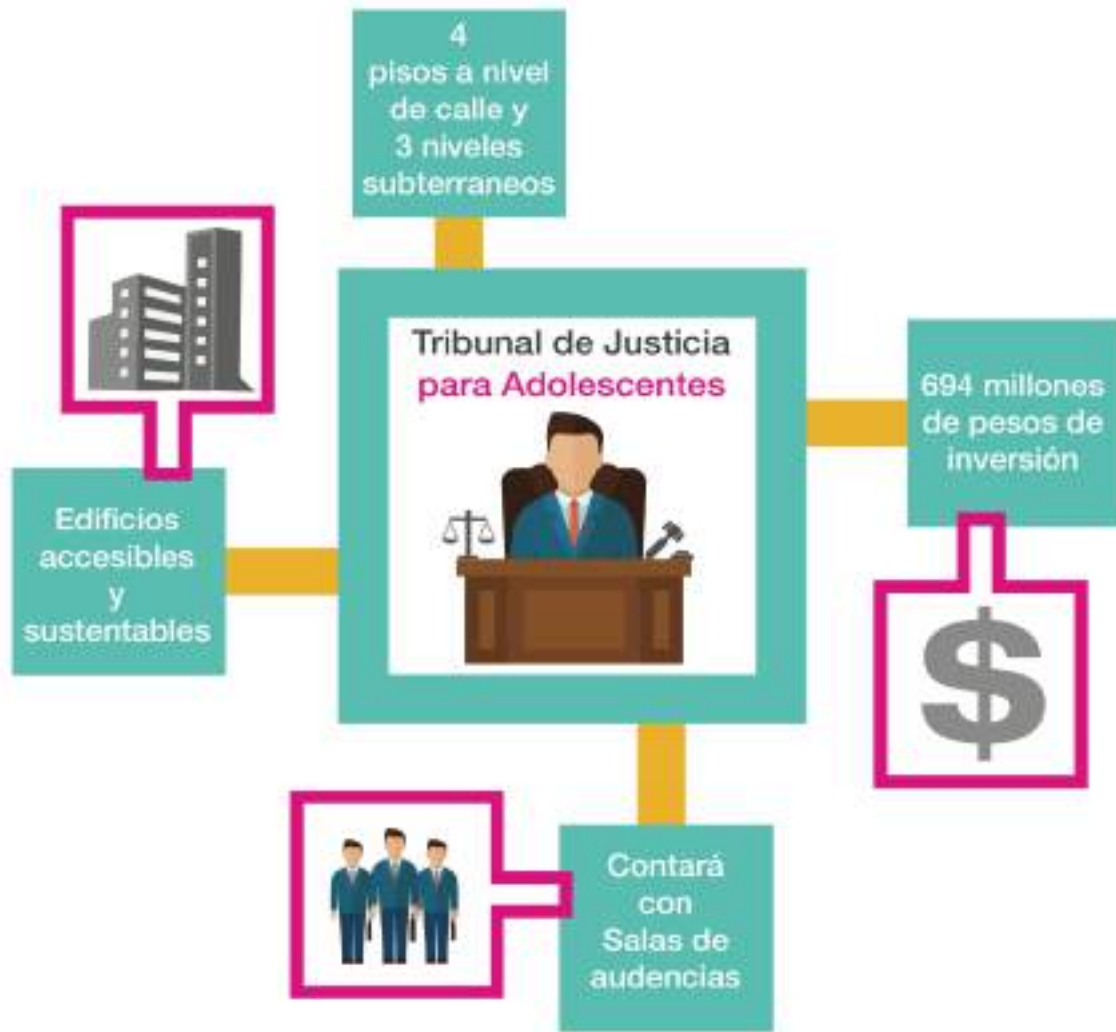 4
pisos a nivel
de calle y
3 niveles
subterraneos
Tribunal de Justicia
para Adolescentes
694 millones
de pesos de
inversión
Edificios
accesibles
y
sustentables
$
Contará
con
Salas de
audencias